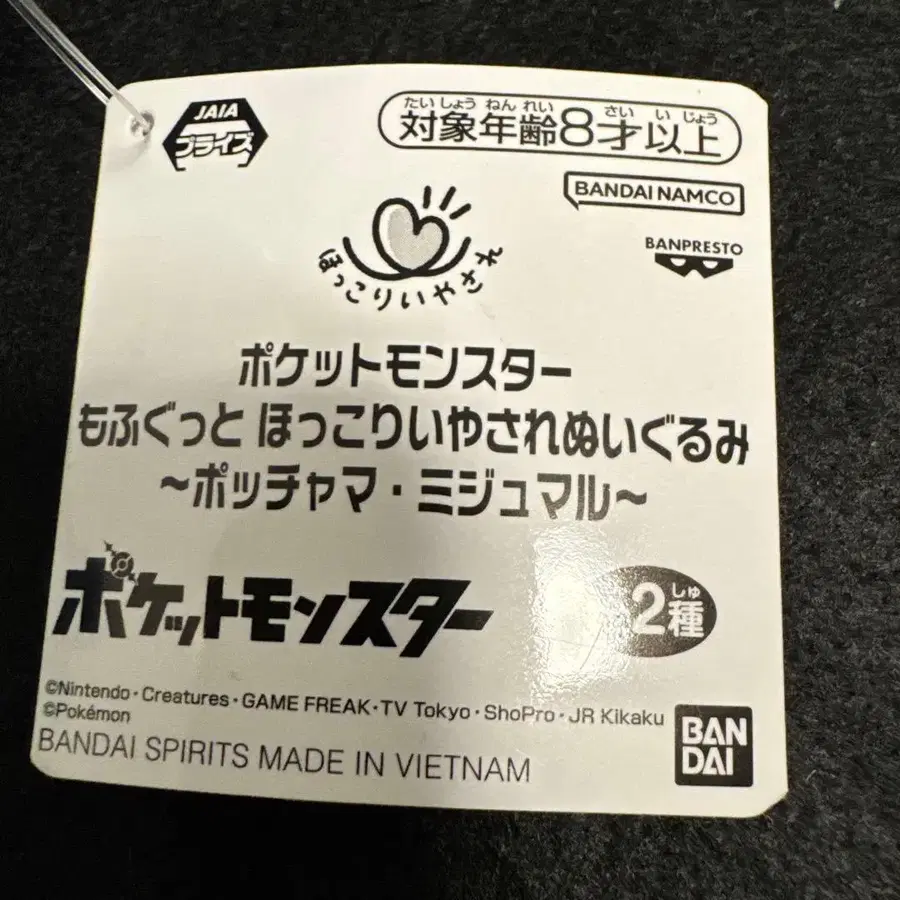 JAIA
プライズ
たいしょうねんれい さいいじょう
対象年齢8才以上
BANDAI NAMCO
BANPRESTO
ほっこりいやされ
ポケットモンスター
もふぐっと ほっこりいやされぬいぐるみ
～ポッチャマ・ミジュマル～
ポケットモンスター
しゅ
2種
©Nintendo・Creatures・GAME FREAK・TV Tokyo・ShoPro・JR Kikaku
©Pokémon
BANDAI SPIRITS MADE IN VIETNAM
BAN
DAI